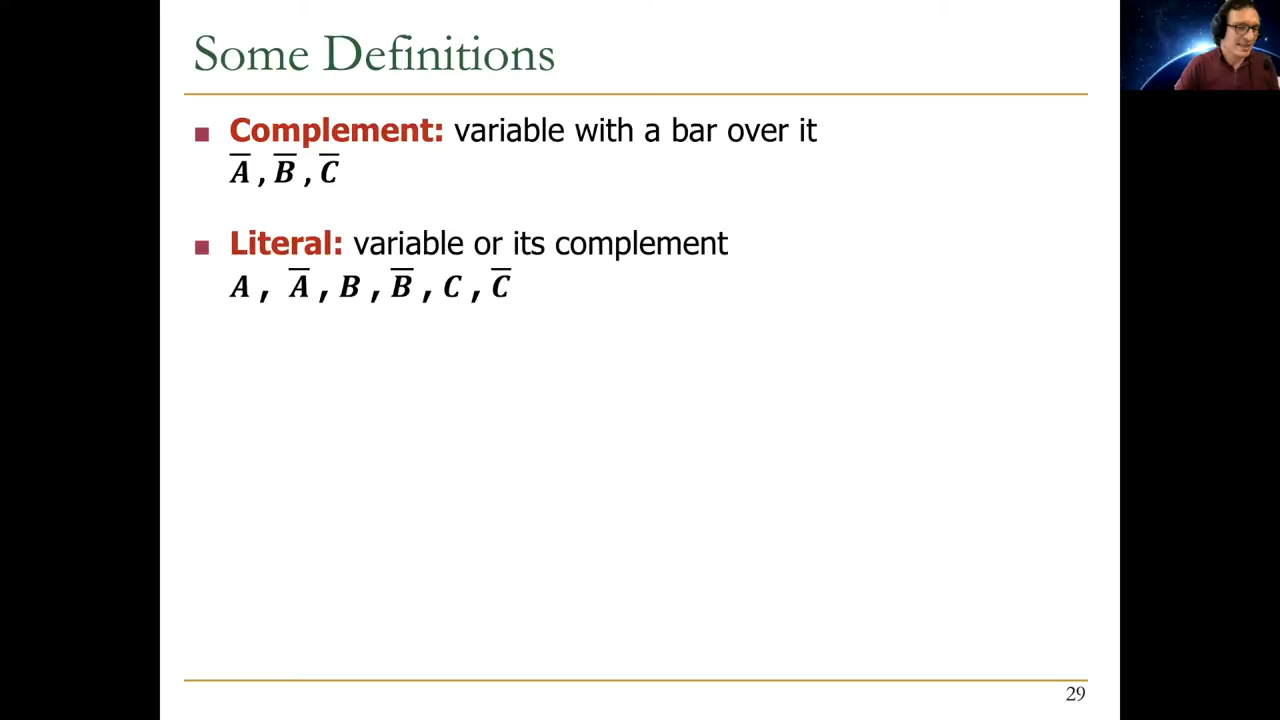 Some Definitions
■ Complement: variable with a bar over it
A̅ , B̅ , C̅
■ Literal: variable or its complement
A , A̅ , B , B̅ , C , C̅
29